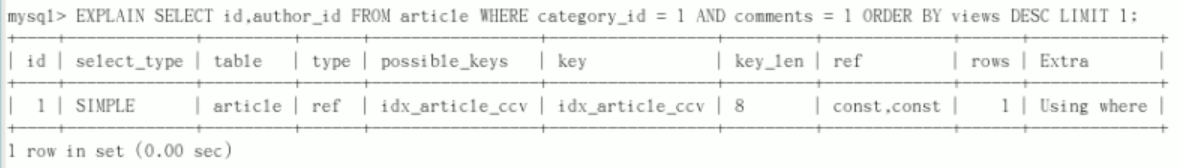 mysql> EXPLAIN SELECT id,author_id FROM article WHERE category_id = 1 AND comments = 1 ORDER BY views DESC LIMIT 1:
| id | select_type | table | type | possible_keys | key | key_len | ref | rows | Extra |
| 1 | SIMPLE | article | ref | idx_article_ccv | idx_article_ccv | 8 | const,const | 1 | Using where |
1 row in set (0.00 sec)